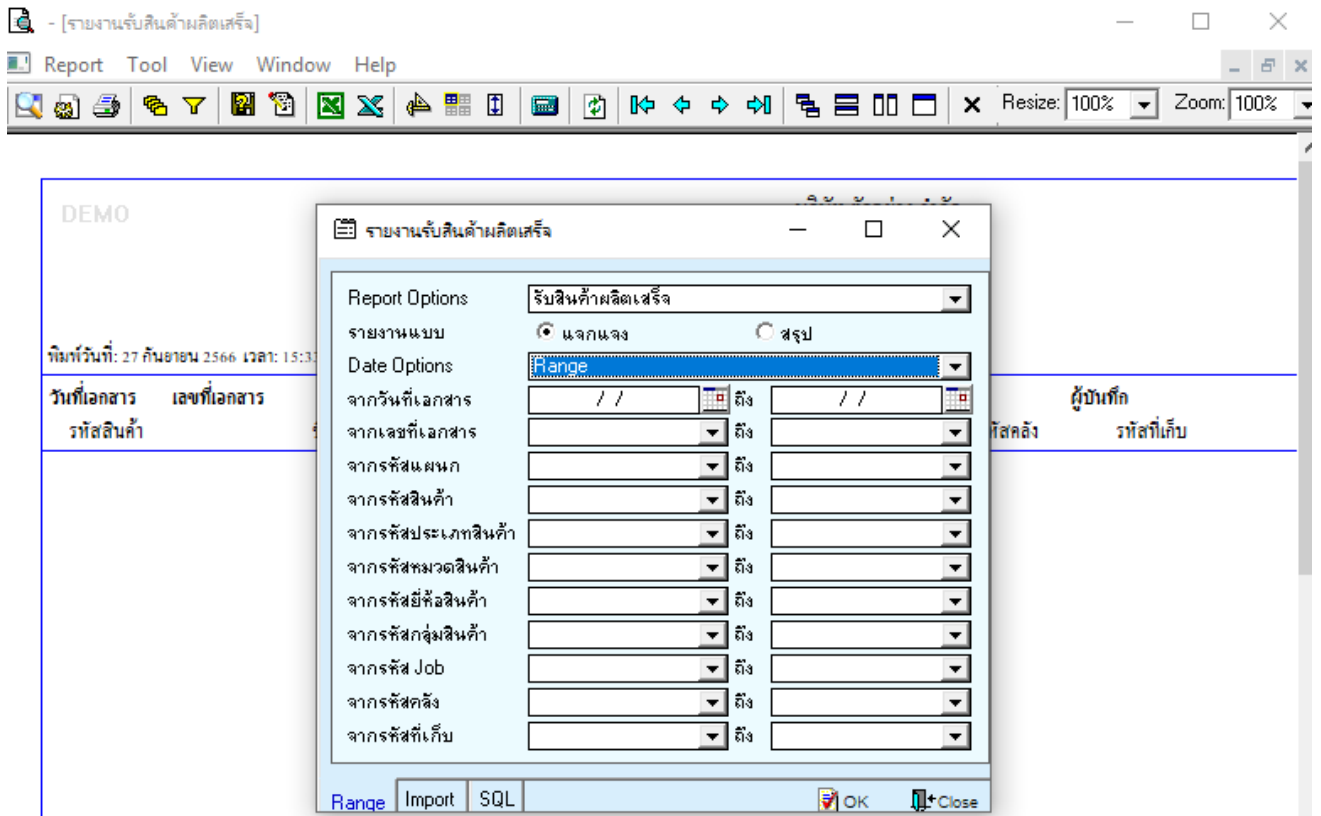 - [รายงานรับสินค้าผลิตเสร็จ]
Report Tool View Window Help
Resize: 100% Zoom: 100%
DEMO
รายงานรับสินค้าผลิตเสร็จ
Report Options รับสินค้าผลิตเสร็จ
รายงานแบบ แจกแจง สรุป
พิมพ์วันที่: 27 กันยายน 2566 เวลา:
Date Options Range
วันที่เอกสาร เลขที่เอกสาร ผู้บันทึก
จากวันที่เอกสาร / / ถึง / /
รหัสสินค้า รหัสที่เก็บ
จากเลขที่เอกสาร ถึง
จากรหัสแผนก ถึง
จากรหัสสินค้า ถึง
จากรหัสประเภทสินค้า ถึง
จากรหัสหมวดสินค้า ถึง
จากรหัสยี่ห้อสินค้า ถึง
จากรหัสกลุ่มสินค้า ถึง
จากรหัส Job ถึง
จากรหัสคลัง ถึง
จากรหัสที่เก็บ ถึง
Range Import SQL OK Close